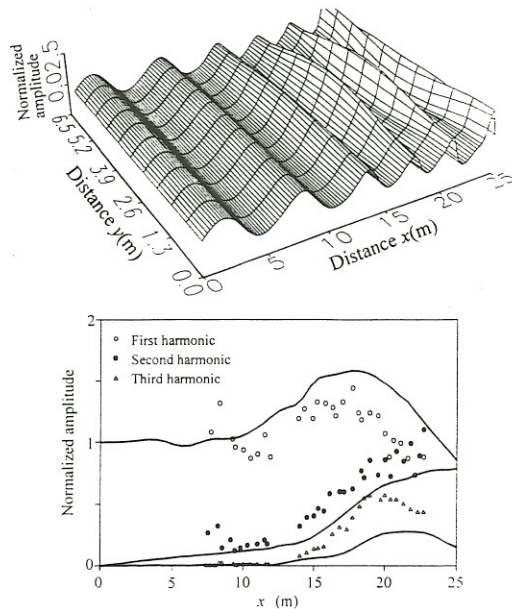 Normalized
amplitude
0.0 2.5
6.5 5.2 3.9 2.6 1.3 0.0
Distance y(m)
0 5 10 15 20 25
Distance x(m)
2
First harmonic
Second harmonic
Third harmonic
Normalized amplitude
1
0
0 5 10 15 20 25
x (m)